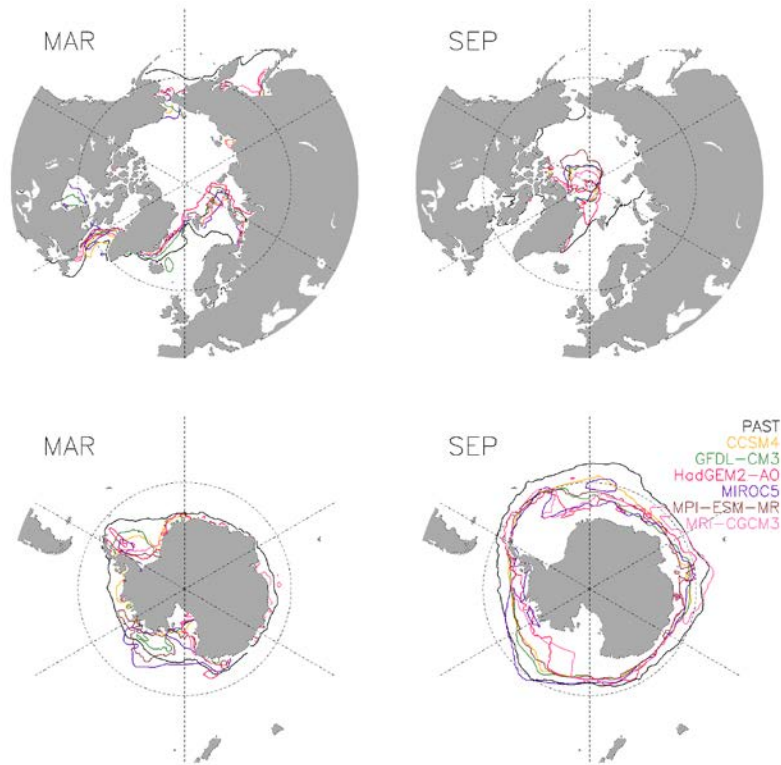 MAR
SEP
MAR
SEP
PAST
CCSM4
GFDL-CM3
HadGEM2-AO
MIROC5
MPI-ESM-MR
MRI-CGCM3